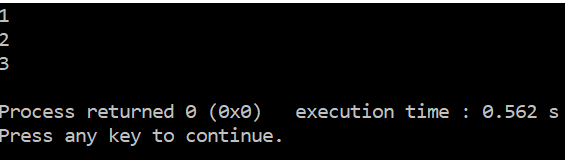 1
2
3
Process returned 0 (0x0)   execution time : 0.562 s
Press any key to continue.